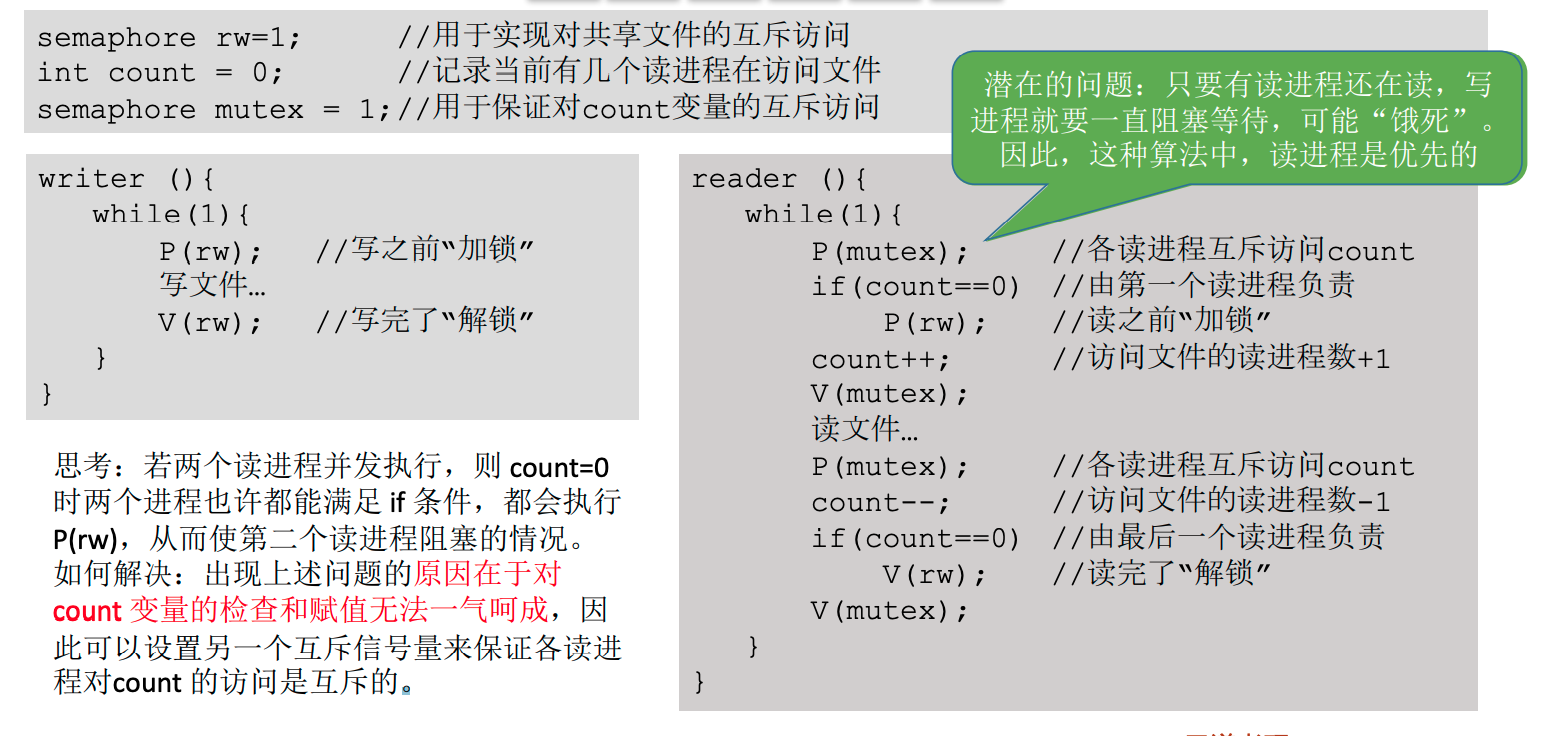 semaphore rw=1; //用于实现对共享文件的互斥访问
int count = 0; //记录当前有几个读进程在访问文件
semaphore mutex = 1;//用于保证对count变量的互斥访问
潜在的问题：只要有读进程还在读，写
进程就要一直阻塞等待，可能“饿死”。
因此，这种算法中，读进程是优先的
writer (){
while(1){
P(rw); //写之前“加锁”
写文件…
V(rw); //写完了“解锁”
}
}
思考：若两个读进程并发执行，则 count=0
时两个进程也许都能满足 if 条件，都会执行
P(rw)，从而使第二个读进程阻塞的情况。
如何解决：出现上述问题的原因在于对
count 变量的检查和赋值无法一气呵成，因
此可以设置另一个互斥信号量来保证各读进
程对count 的访问是互斥的。
reader (){
while(1){
P(mutex); //各读进程互斥访问count
if(count==0) //由第一个读进程负责
P(rw); //读之前“加锁”
count++; //访问文件的读进程数+1
V(mutex);
读文件…
P(mutex); //各读进程互斥访问count
count--; //访问文件的读进程数-1
if(count==0) //由最后一个读进程负责
V(rw); //读完了“解锁”
V(mutex);
}
}